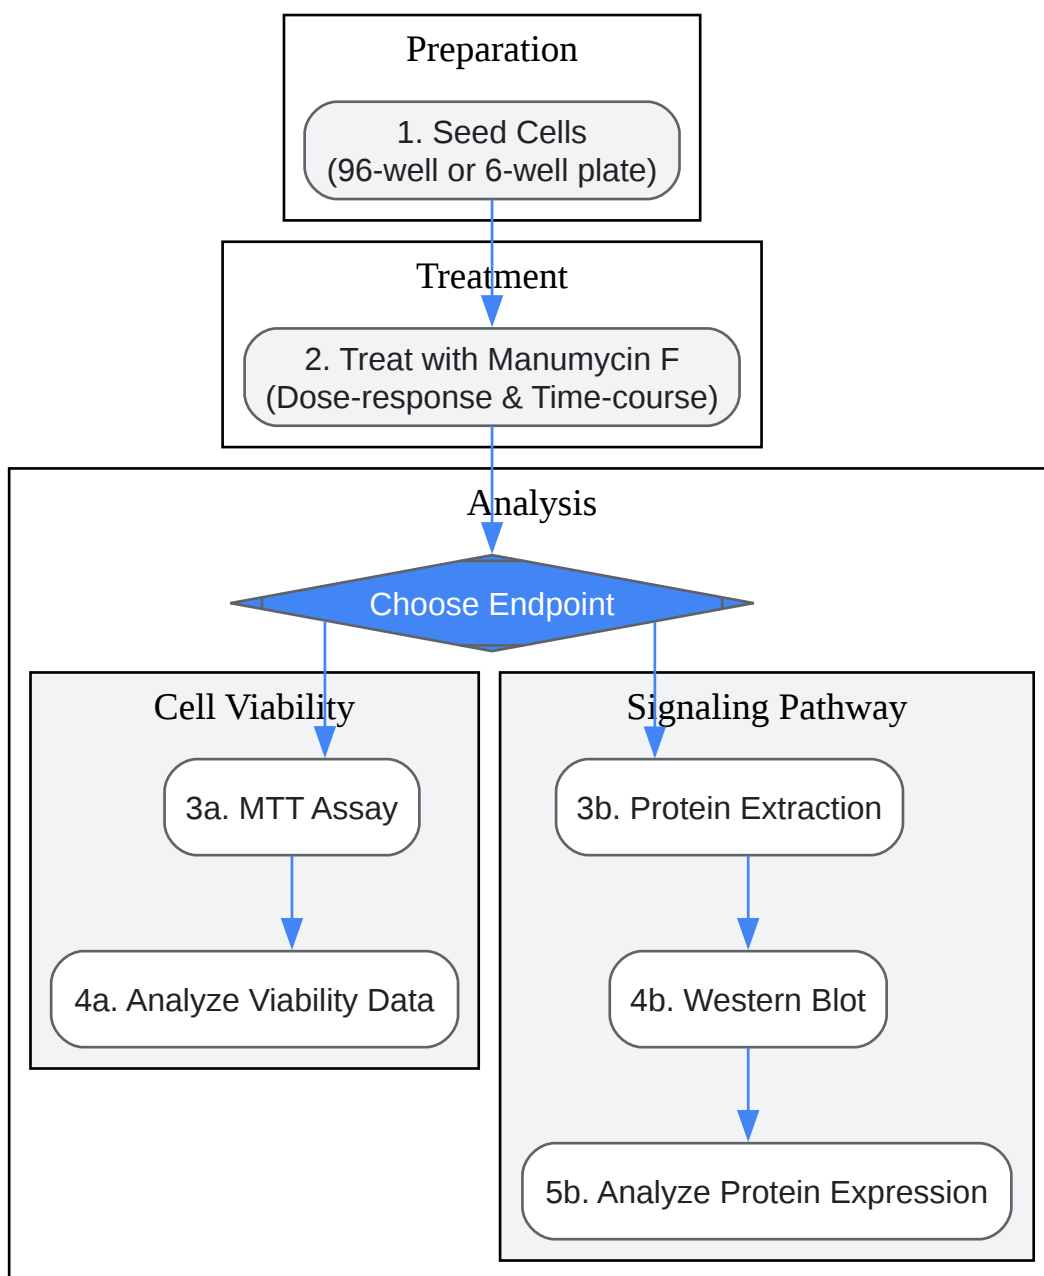 Preparation
1. Seed Cells
(96-well or 6-well plate)
Treatment
2. Treat with Manumycin F
(Dose-response & Time-course)
Analysis
Choose Endpoint
Cell Viability
3a. MTT Assay
4a. Analyze Viability Data
Signaling Pathway
3b. Protein Extraction
4b. Western Blot
5b. Analyze Protein Expression